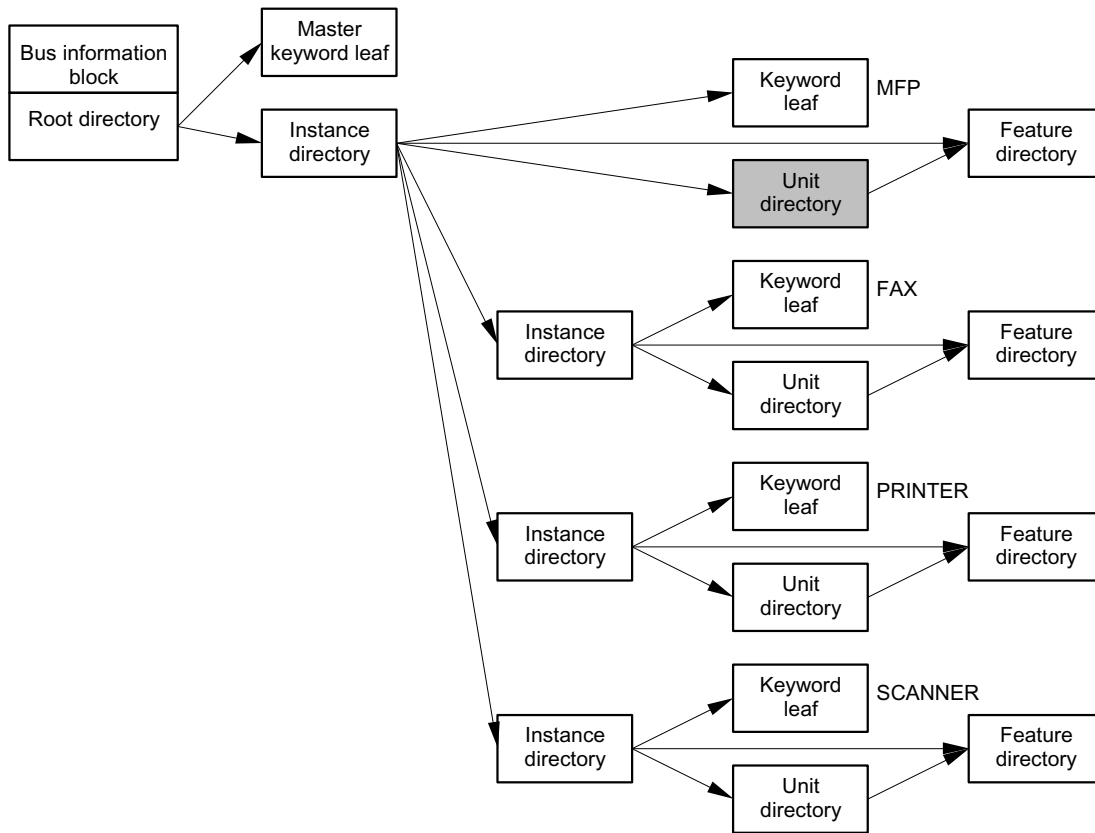 Bus information
block
Root directory
Master
keyword leaf
Instance
directory
Keyword
leaf
MFP
Unit
directory
Feature
directory
Instance
directory
Keyword
leaf
FAX
Unit
directory
Feature
directory
Instance
directory
Keyword
leaf
PRINTER
Unit
directory
Feature
directory
Instance
directory
Keyword
leaf
SCANNER
Unit
directory
Feature
directory